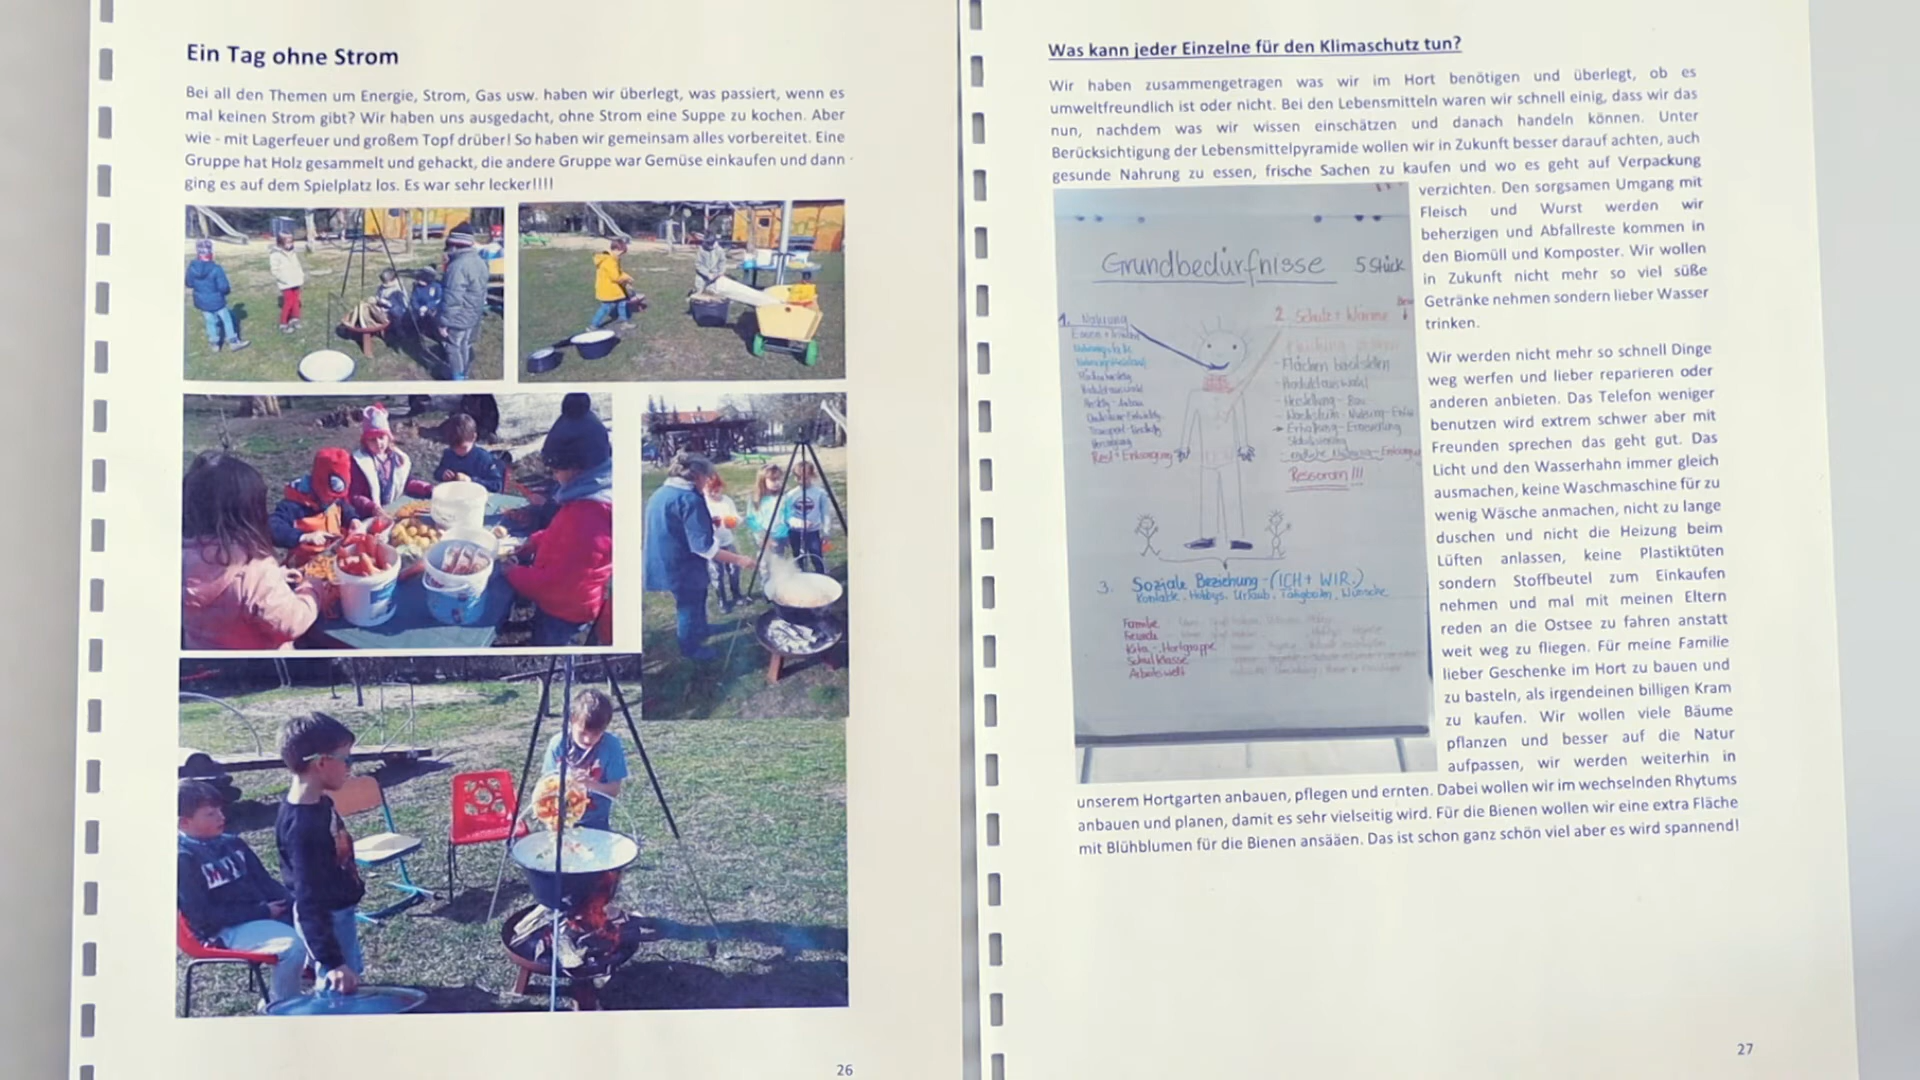 Ein Tag ohne Strom
Bei all den Themen um Energie, Strom, Gas usw. haben wir überlegt, was passiert, wenn es
mal keinen Strom gibt? Wir haben uns ausgedacht, ohne Strom eine Suppe zu kochen. Aber
wie - mit Lagerfeuer und großem Topf drüber! So haben wir gemeinsam alles vorbereitet. Eine
Gruppe hat Holz gesammelt und gehackt, die andere Gruppe war Gemüse einkaufen und dann
ging es auf dem Spielplatz los. Es war sehr lecker!!!!
26
Was kann jeder Einzelne für den Klimaschutz tun?
Wir haben zusammengetragen was wir im Hort benötigen und überlegt, ob es
umweltfreundlich ist oder nicht. Bei den Lebensmitteln waren wir schnell einig, dass wir das
nun, nachdem was wir wissen einschätzen und danach handeln können. Unter
Berücksichtigung der Lebensmittelpyramide wollen wir in Zukunft besser darauf achten, auch
gesunde Nahrung zu essen, frische Sachen zu kaufen und wo es geht auf Verpackung
verzichten. Den sorgsamen Umgang mit
Fleisch und Wurst werden wir
beherzigen und Abfallreste kommen in
den Biomüll und Komposter. Wir wollen
in Zukunft nicht mehr so viel süße
Getränke nehmen sondern lieber Wasser
trinken.
Wir werden nicht mehr so schnell Dinge
weg werfen und lieber reparieren oder
anderen anbieten. Das Telefon weniger
benutzen wird extrem schwer aber mit
Freunden sprechen das geht gut. Das
Licht und den Wasserhahn immer gleich
ausmachen, keine Waschmaschine für zu
wenig Wäsche anmachen, nicht zu lange
duschen und nicht die Heizung beim
Lüften anlassen, keine Plastiktüten
sondern Stoffbeutel zum Einkaufen
nehmen und mal mit meinen Eltern
reden an die Ostsee zu fahren anstatt
weit weg zu fliegen. Für meine Familie
lieber Geschenke im Hort zu bauen und
zu basteln, als irgendeinen billigen Kram
zu kaufen. Wir wollen viele Bäume
pflanzen und besser auf die Natur
aufpassen, wir werden weiterhin in
unserem Hortgarten anbauen, pflegen und ernten. Dabei wollen wir im wechselnden Rhytums
anbauen und planen, damit es sehr vielseitig wird. Für die Bienen wollen wir eine extra Fläche
mit Blühblumen für die Bienen ansääen. Das ist schon ganz schön viel aber es wird spannend!
Grundbedürfnisse 5 Stück
1. Nahrung
2. Schutz + Wärme
- Produktauswahl
3. Soziale Beziehung - (ICH + WIR)
Kontakte, Hobbys, Urlaub,
Familie
Freunde
Kita - Hortgruppe
Schulklasse
Arbeitswelt
27